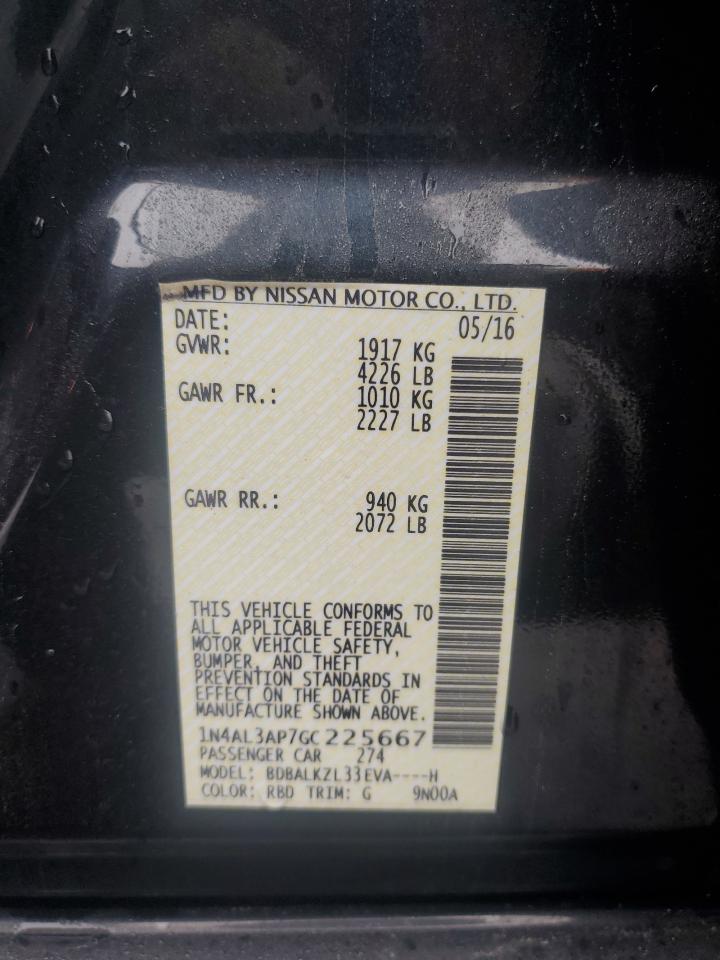 MFD BY NISSAN MOTOR CO., LTD.
DATE: 05/16
GVWR: 1917 KG
4226 LB
GAWR FR.: 1010 KG
2227 LB
GAWR RR.: 940 KG
2072 LB
THIS VEHICLE CONFORMS TO
ALL APPLICABLE FEDERAL
MOTOR VEHICLE SAFETY,
BUMPER, AND THEFT
PREVENTION STANDARDS IN
EFFECT ON THE DATE OF
MANUFACTURE SHOWN ABOVE.
1N4AL3AP7GC225667
PASSENGER CAR 274
MODEL: BDBALKZL33EVA----H
COLOR: RBD TRIM: G 9N00A